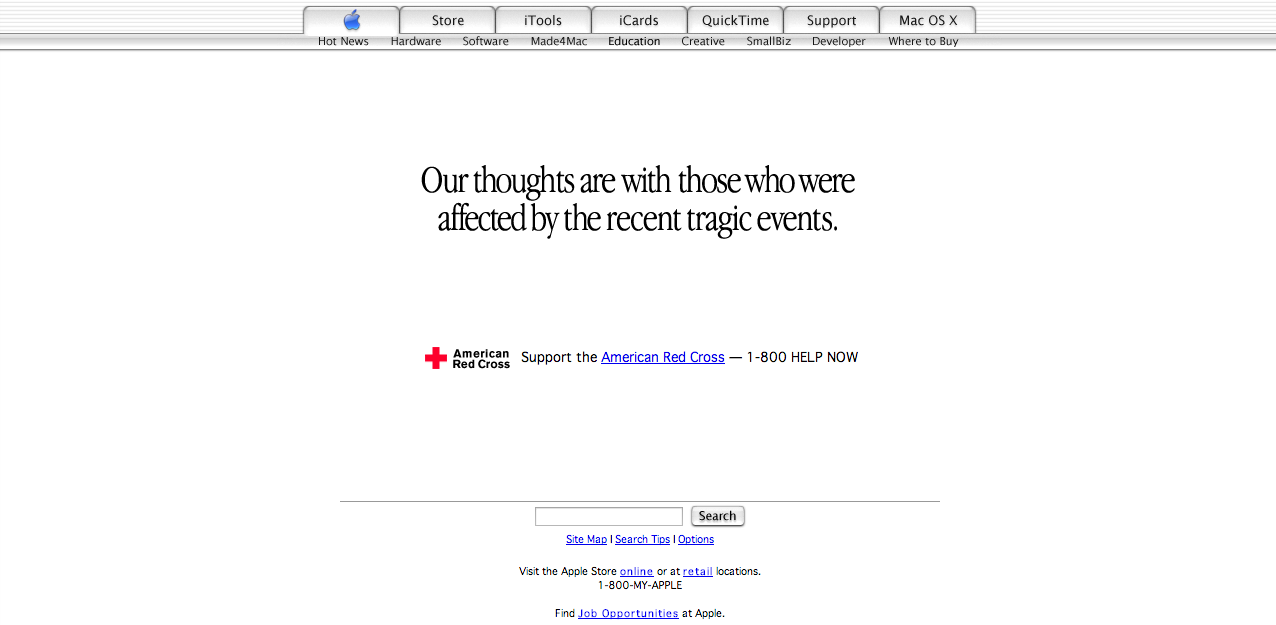 Store iTools iCards QuickTime Support Mac OS X
Hot News Hardware Software Made4Mac Education Creative SmallBiz Developer Where to Buy
Our thoughts are with those who were
affected by the recent tragic events.
American
Red Cross
Support the American Red Cross — 1-800 HELP NOW
Search
Site Map | Search Tips | Options
Visit the Apple Store online or at retail locations.
1-800-MY-APPLE
Find Job Opportunities at Apple.